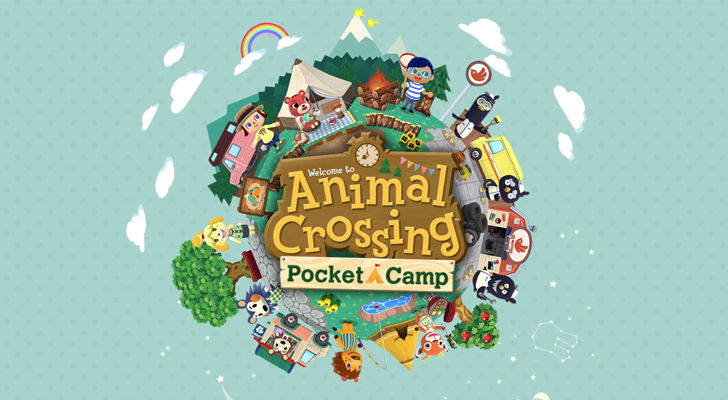 Welcome to
Animal
Crossing
Pocket Camp